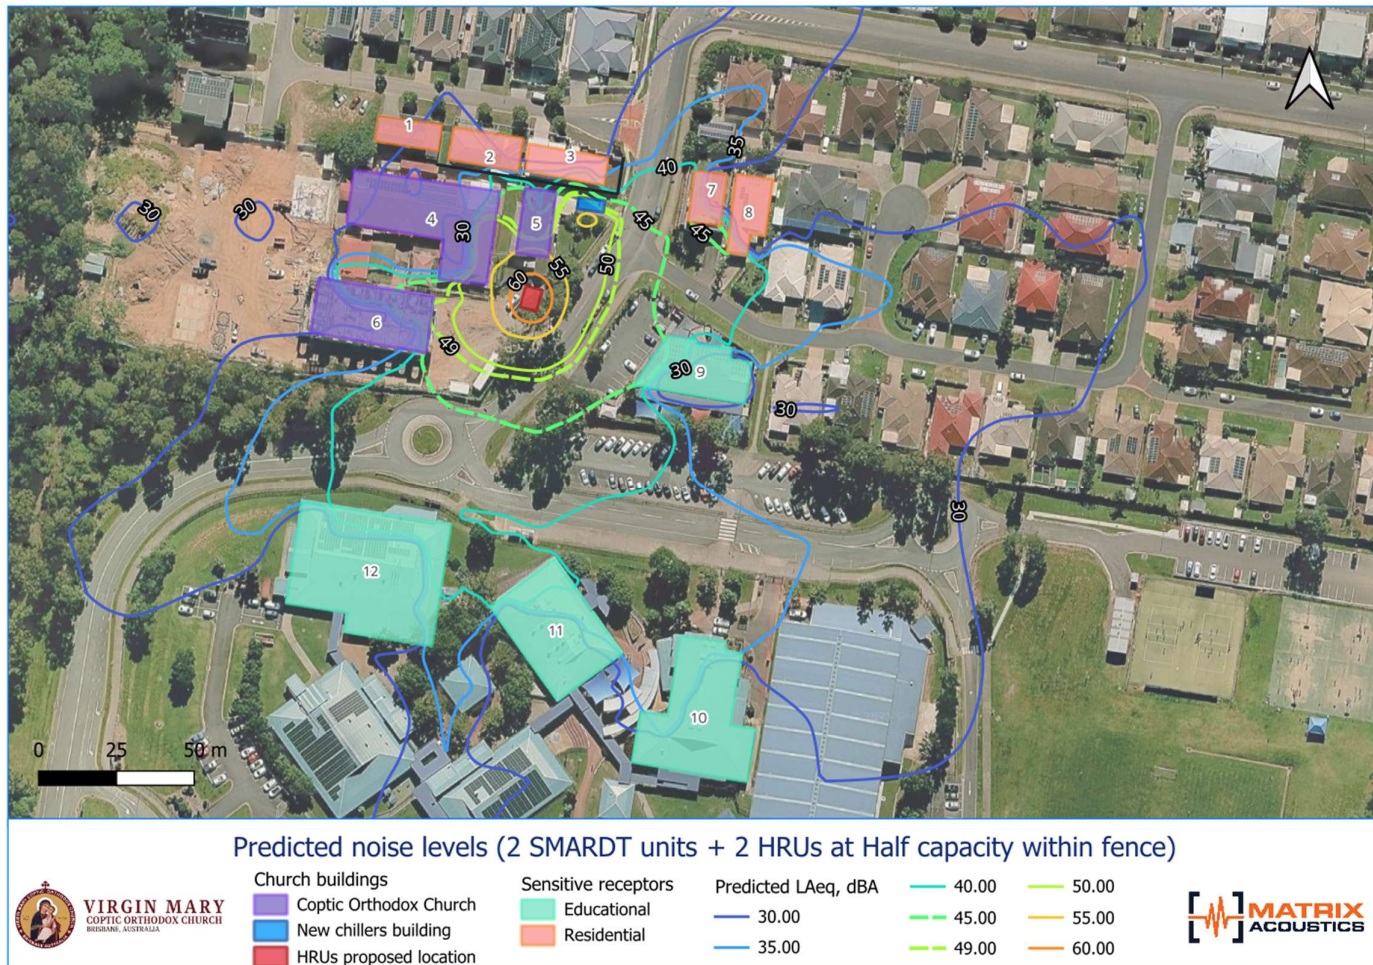 1
2
3
4
5
6
7
8
9
10
11
12
30
30
30
60
55
50
49
45
40
35
45
30
30
30
0 25 50 m
Predicted noise levels (2 SMARDT units + 2 HRUs at Half capacity within fence)
VIRGIN MARY
COPTIC ORTHODOX CHURCH
BRISBANE, AUSTRALIA
Church buildings
Coptic Orthodox Church
New chillers building
HRUs proposed location
Sensitive receptors
Educational
Residential
Predicted LAeq, dBA
30.00
35.00
40.00
45.00
49.00
50.00
55.00
60.00
MATRIX
ACOUSTICS